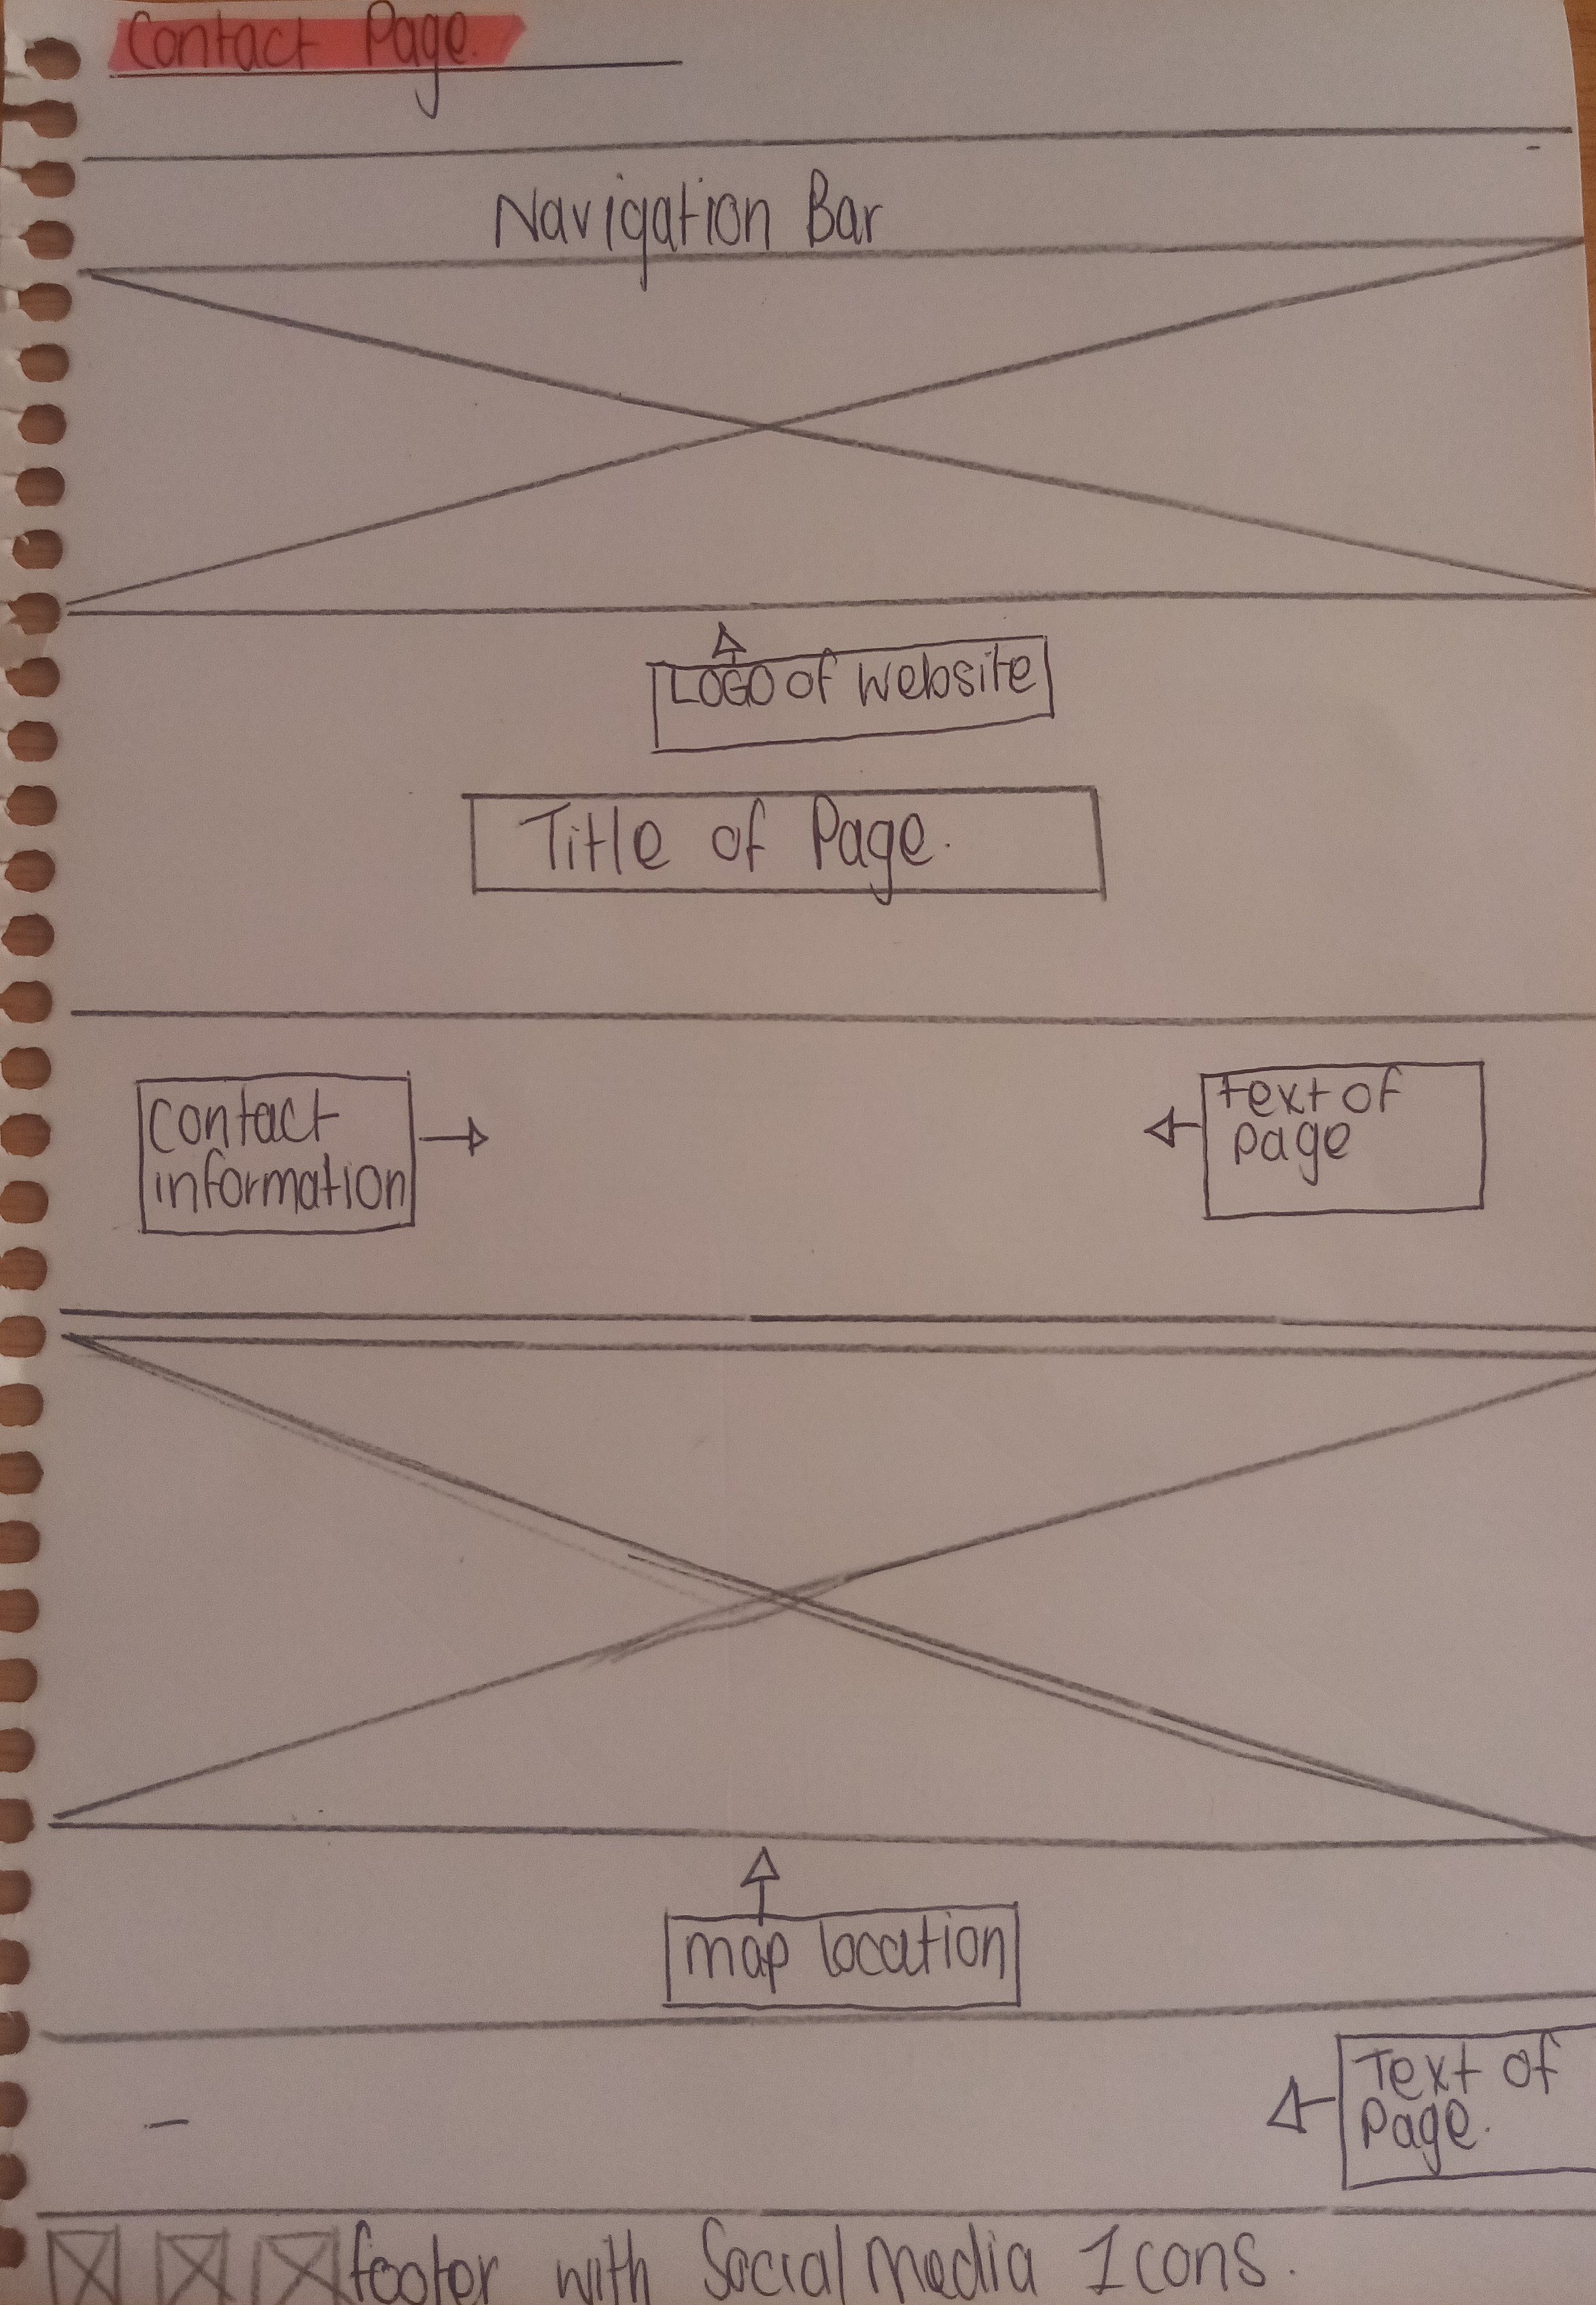 Contact Page.
Navigation Bar
LOGO of website
Title of Page.
Contact
information
text of
page
map location
Text of
Page.
footer with Social Media Icons.